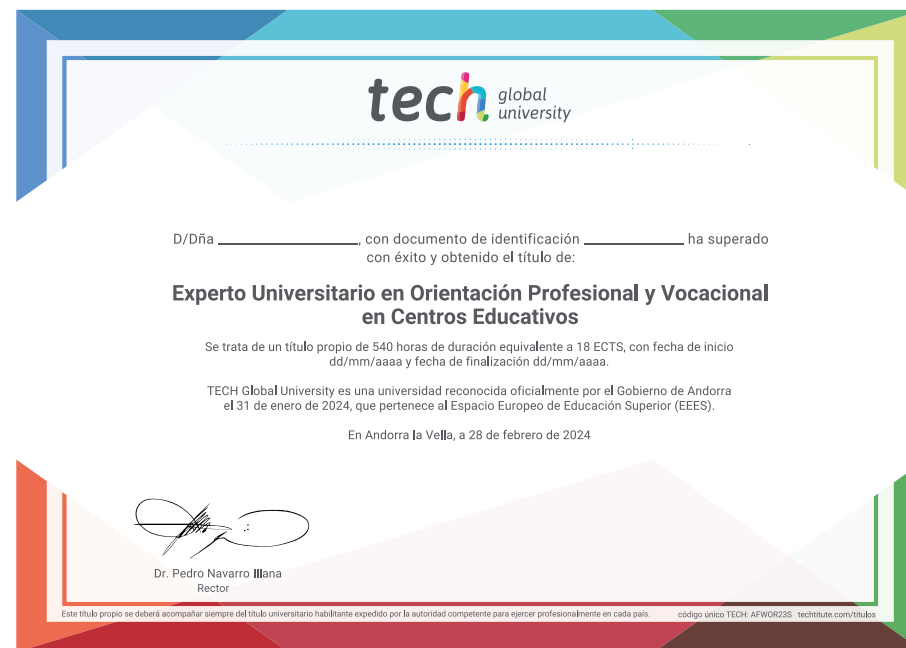 tech global
university
D/Dña ______________, con documento de identificación __________ ha superado
con éxito y obtenido el título de:
Experto Universitario en Orientación Profesional y Vocacional
en Centros Educativos
Se trata de un título propio de 540 horas de duración equivalente a 18 ECTS, con fecha de inicio
dd/mm/aaaa y fecha de finalización dd/mm/aaaa.
TECH Global University es una universidad reconocida oficialmente por el Gobierno de Andorra
el 31 de enero de 2024, que pertenece al Espacio Europeo de Educación Superior (EEES).
En Andorra la Vella, a 28 de febrero de 2024
Dr. Pedro Navarro Illana
Rector
Este título propio se deberá acompañar siempre del título universitario habilitante expedido por la autoridad competente para ejercer profesionalmente en cada país. código único TECH: AFWOR23S techtitute.com/titulos